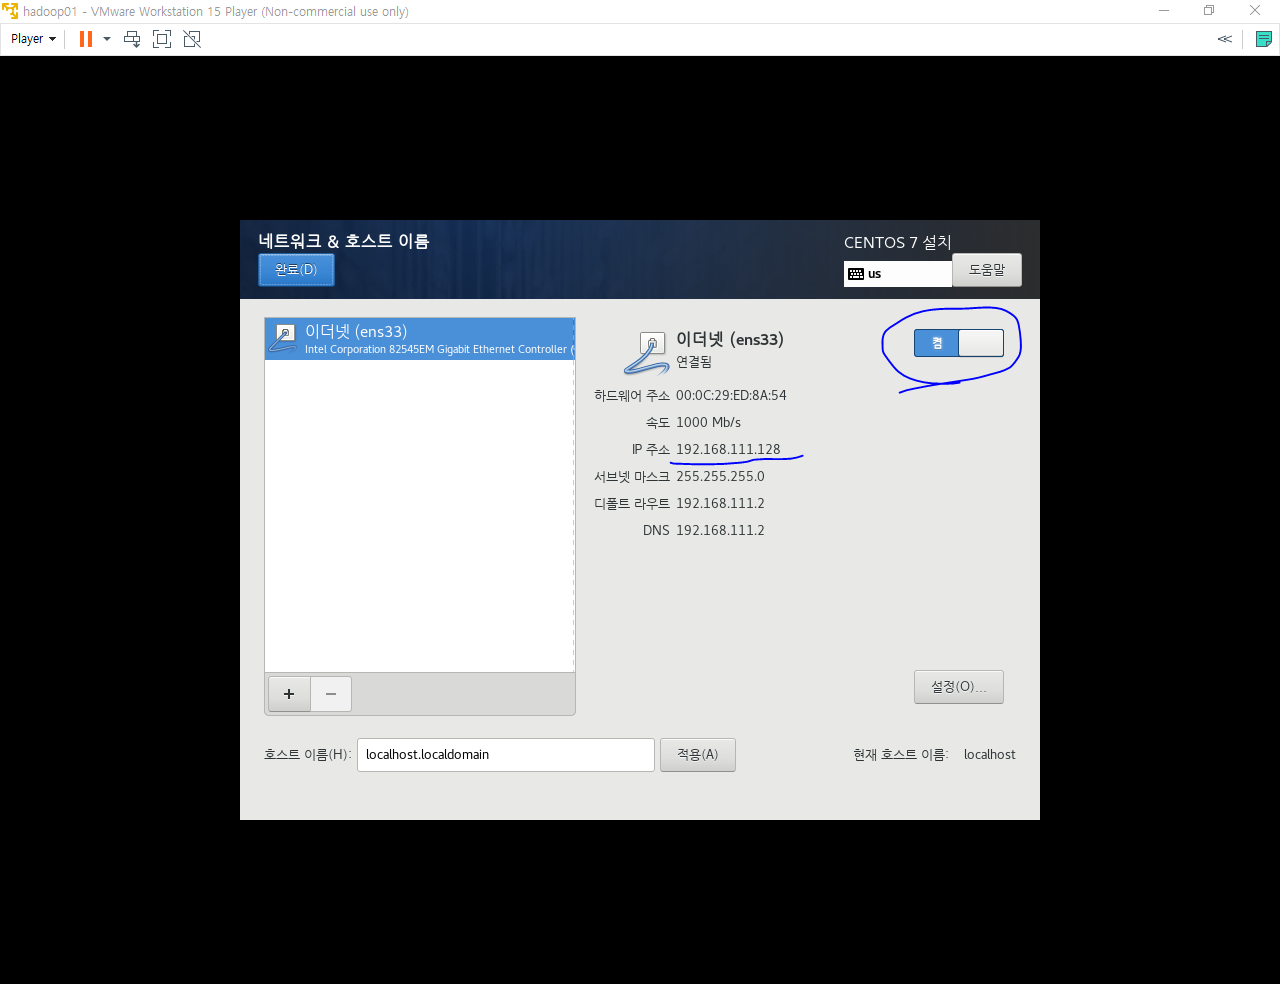 hadoop01 - VMware Workstation 15 Player (Non-commercial use only)
Player
네트워크 & 호스트 이름
CENTOS 7 설치
완료(D)
us
도움말
이더넷 (ens33)
Intel Corporation 82545EM Gigabit Ethernet Controller (
이더넷 (ens33)
연결됨
켬
하드웨어 주소 00:0C:29:ED:8A:54
속도 1000 Mb/s
IP 주소 192.168.111.128
서브넷 마스크 255.255.255.0
디폴트 라우트 192.168.111.2
DNS 192.168.111.2
+ −
설정(O)...
호스트 이름(H): localhost.localdomain 적용(A) 현재 호스트 이름: localhost